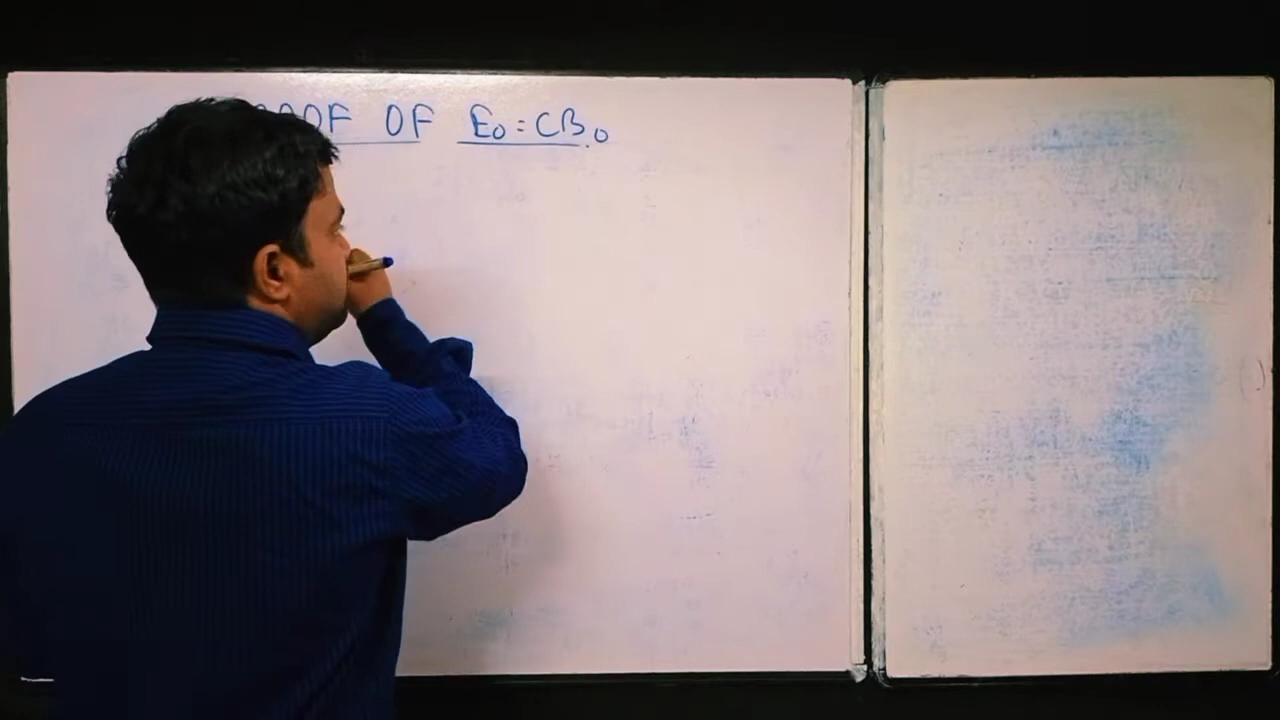 OF OF E₀ = CB₀